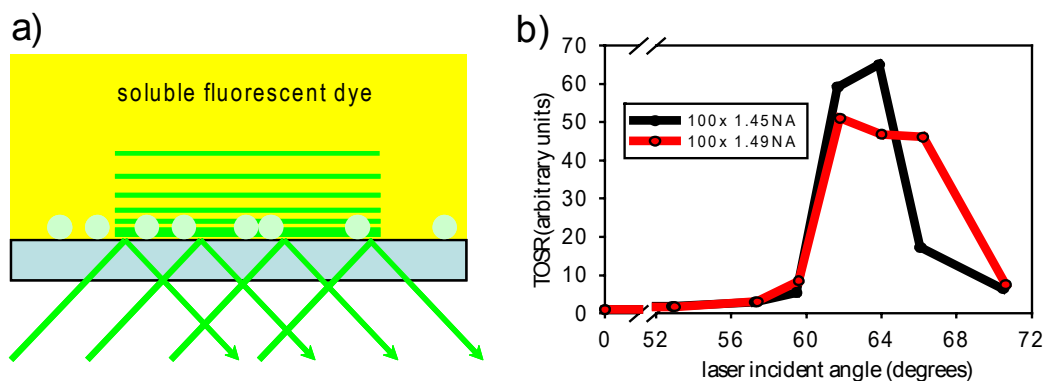 a)
soluble fluorescent dye
b)
TOSR (arbitrary units)
70
60
50
40
30
20
10
0
100x 1.45NA
100x 1.49NA
0 52 56 60 64 68 72
laser incident angle (degrees)